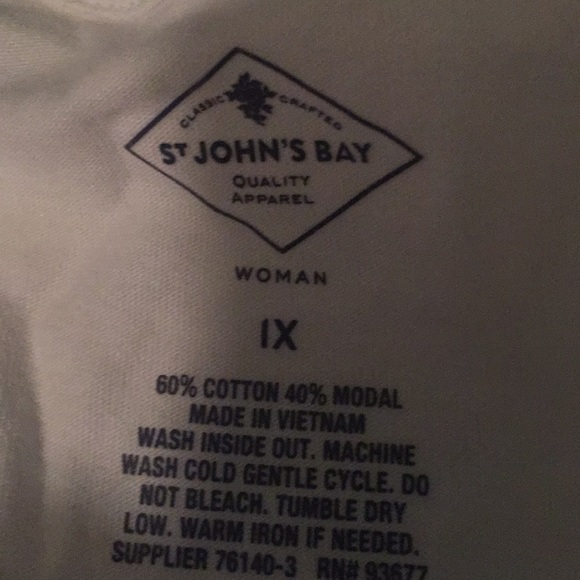 CLASSIC CRAFTED
ST JOHN'S BAY
QUALITY
APPAREL
WOMAN
1X
60% COTTON 40% MODAL
MADE IN VIETNAM
WASH INSIDE OUT. MACHINE
WASH COLD GENTLE CYCLE. DO
NOT BLEACH. TUMBLE DRY
LOW. WARM IRON IF NEEDED.
SUPPLIER 76140-3 RN# 93677